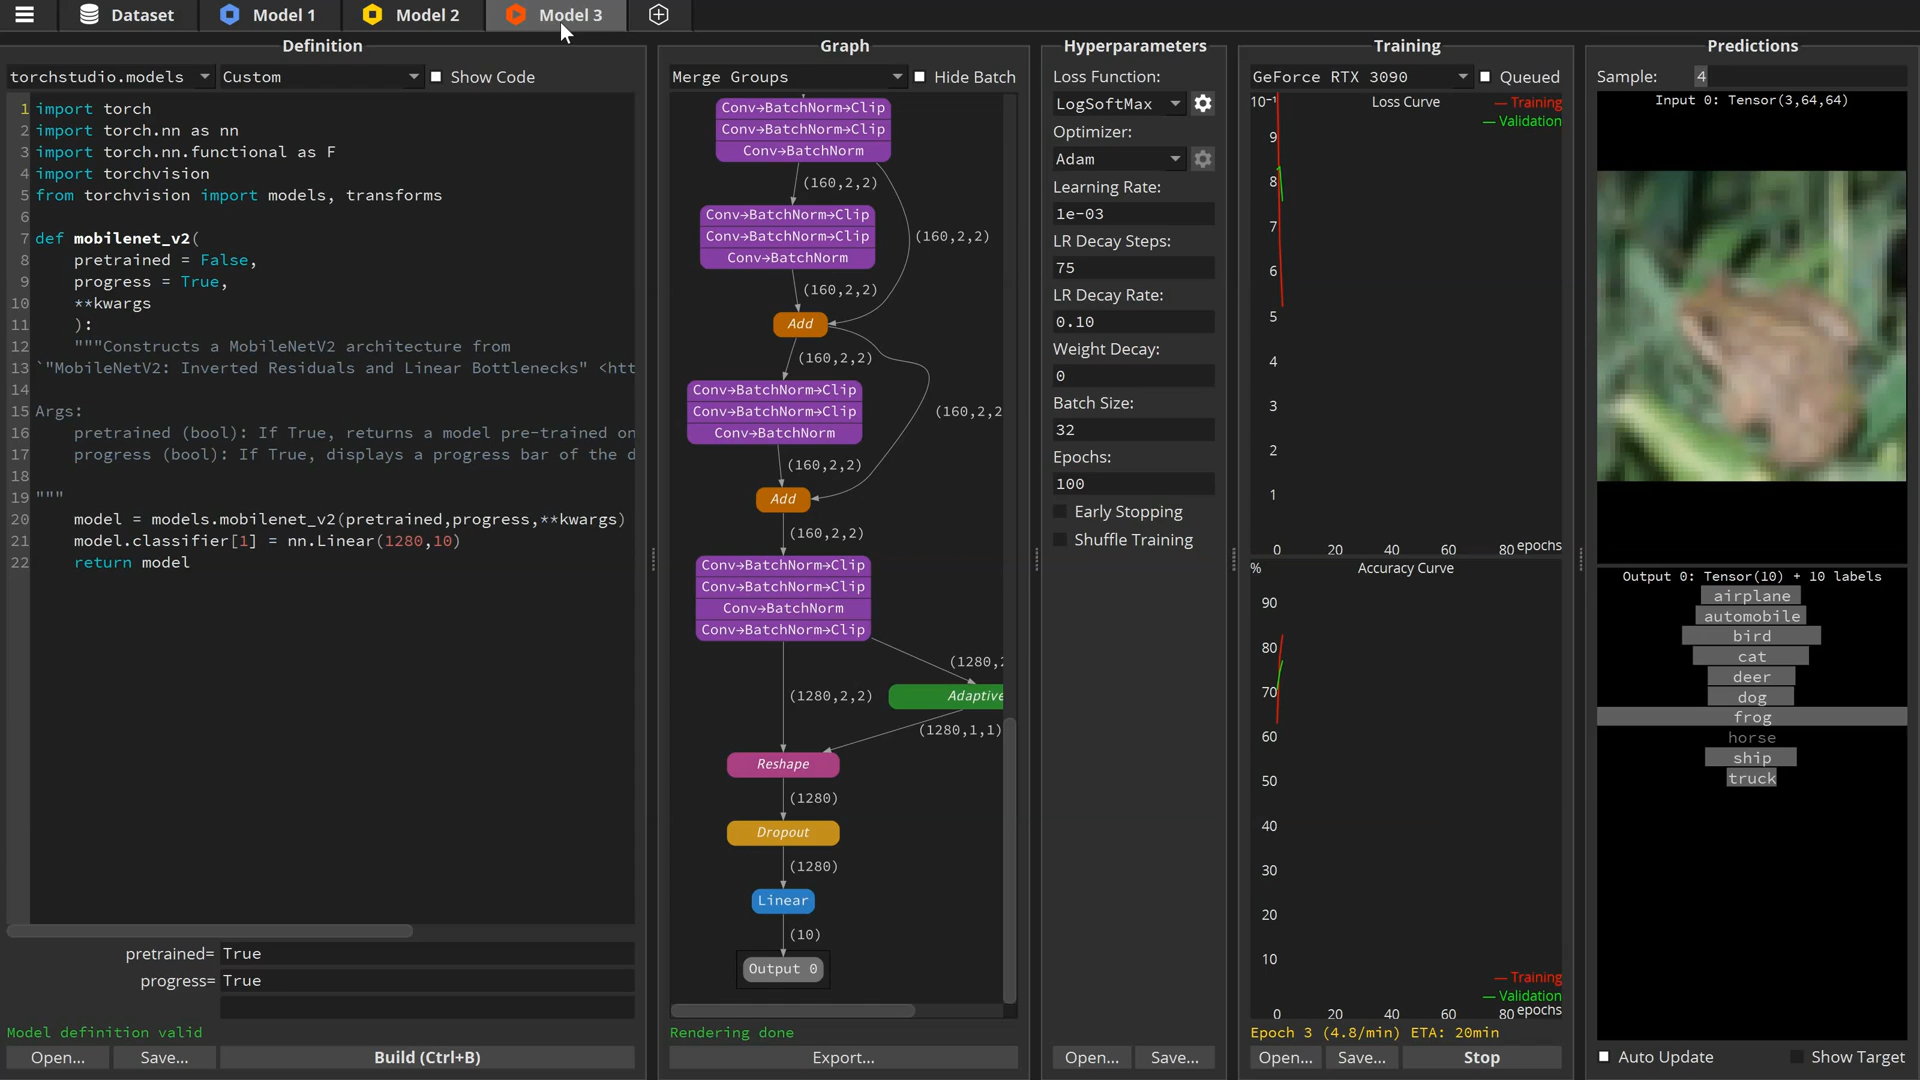 Dataset
Model 1
Model 2
Model 3
Definition
torchstudio.models
Custom
Show Code
1 import torch
2 import torch.nn as nn
3 import torch.nn.functional as F
4 import torchvision
5 from torchvision import models, transforms
6
7 def mobilenet_v2(
8 pretrained = False,
9 progress = True,
10 **kwargs
11 ):
12 """Constructs a MobileNetV2 architecture from
13 `"MobileNetV2: Inverted Residuals and Linear Bottlenecks" <htt
14
15 Args:
16 pretrained (bool): If True, returns a model pre-trained on
17 progress (bool): If True, displays a progress bar of the d
18
19 """
20 model = models.mobilenet_v2(pretrained,progress,**kwargs)
21 model.classifier[1] = nn.Linear(1280,10)
22 return model
pretrained= True
progress= True
Model definition valid
Open...
Save...
Build (Ctrl+B)
Graph
Merge Groups
Hide Batch
Conv→BatchNorm→Clip
Conv→BatchNorm→Clip
Conv→BatchNorm
(160,2,2)
Conv→BatchNorm→Clip
Conv→BatchNorm→Clip
Conv→BatchNorm
(160,2,2)
(160,2,2)
Add
(160,2,2)
Conv→BatchNorm→Clip
Conv→BatchNorm→Clip
Conv→BatchNorm
(160,2,2
(160,2,2)
Add
(160,2,2)
Conv→BatchNorm→Clip
Conv→BatchNorm→Clip
Conv→BatchNorm
Conv→BatchNorm→Clip
(1280,2
(1280,2,2)
Adaptive
(1280,1,1)
Reshape
(1280)
Dropout
(1280)
Linear
(10)
Output 0
Rendering done
Export...
Hyperparameters
Loss Function:
LogSoftMax
Optimizer:
Adam
Learning Rate:
1e-03
LR Decay Steps:
75
LR Decay Rate:
0.10
Weight Decay:
0
Batch Size:
32
Epochs:
100
Early Stopping
Shuffle Training
Open...
Save...
Training
GeForce RTX 3090
Queued
10⁻¹
Loss Curve
— Training
— Validation
9
8
7
6
5
4
3
2
1
0 20 40 60 80 epochs
%
Accuracy Curve
90
80
70
60
50
40
30
20
10
— Training
— Validation
0 20 40 60 80 epochs
Epoch 3 (4.8/min) ETA: 20min
Open...
Save...
Stop
Predictions
Sample: 4
Input 0: Tensor(3,64,64)
Output 0: Tensor(10) + 10 labels
airplane
automobile
bird
cat
deer
dog
frog
horse
ship
truck
Auto Update
Show Target